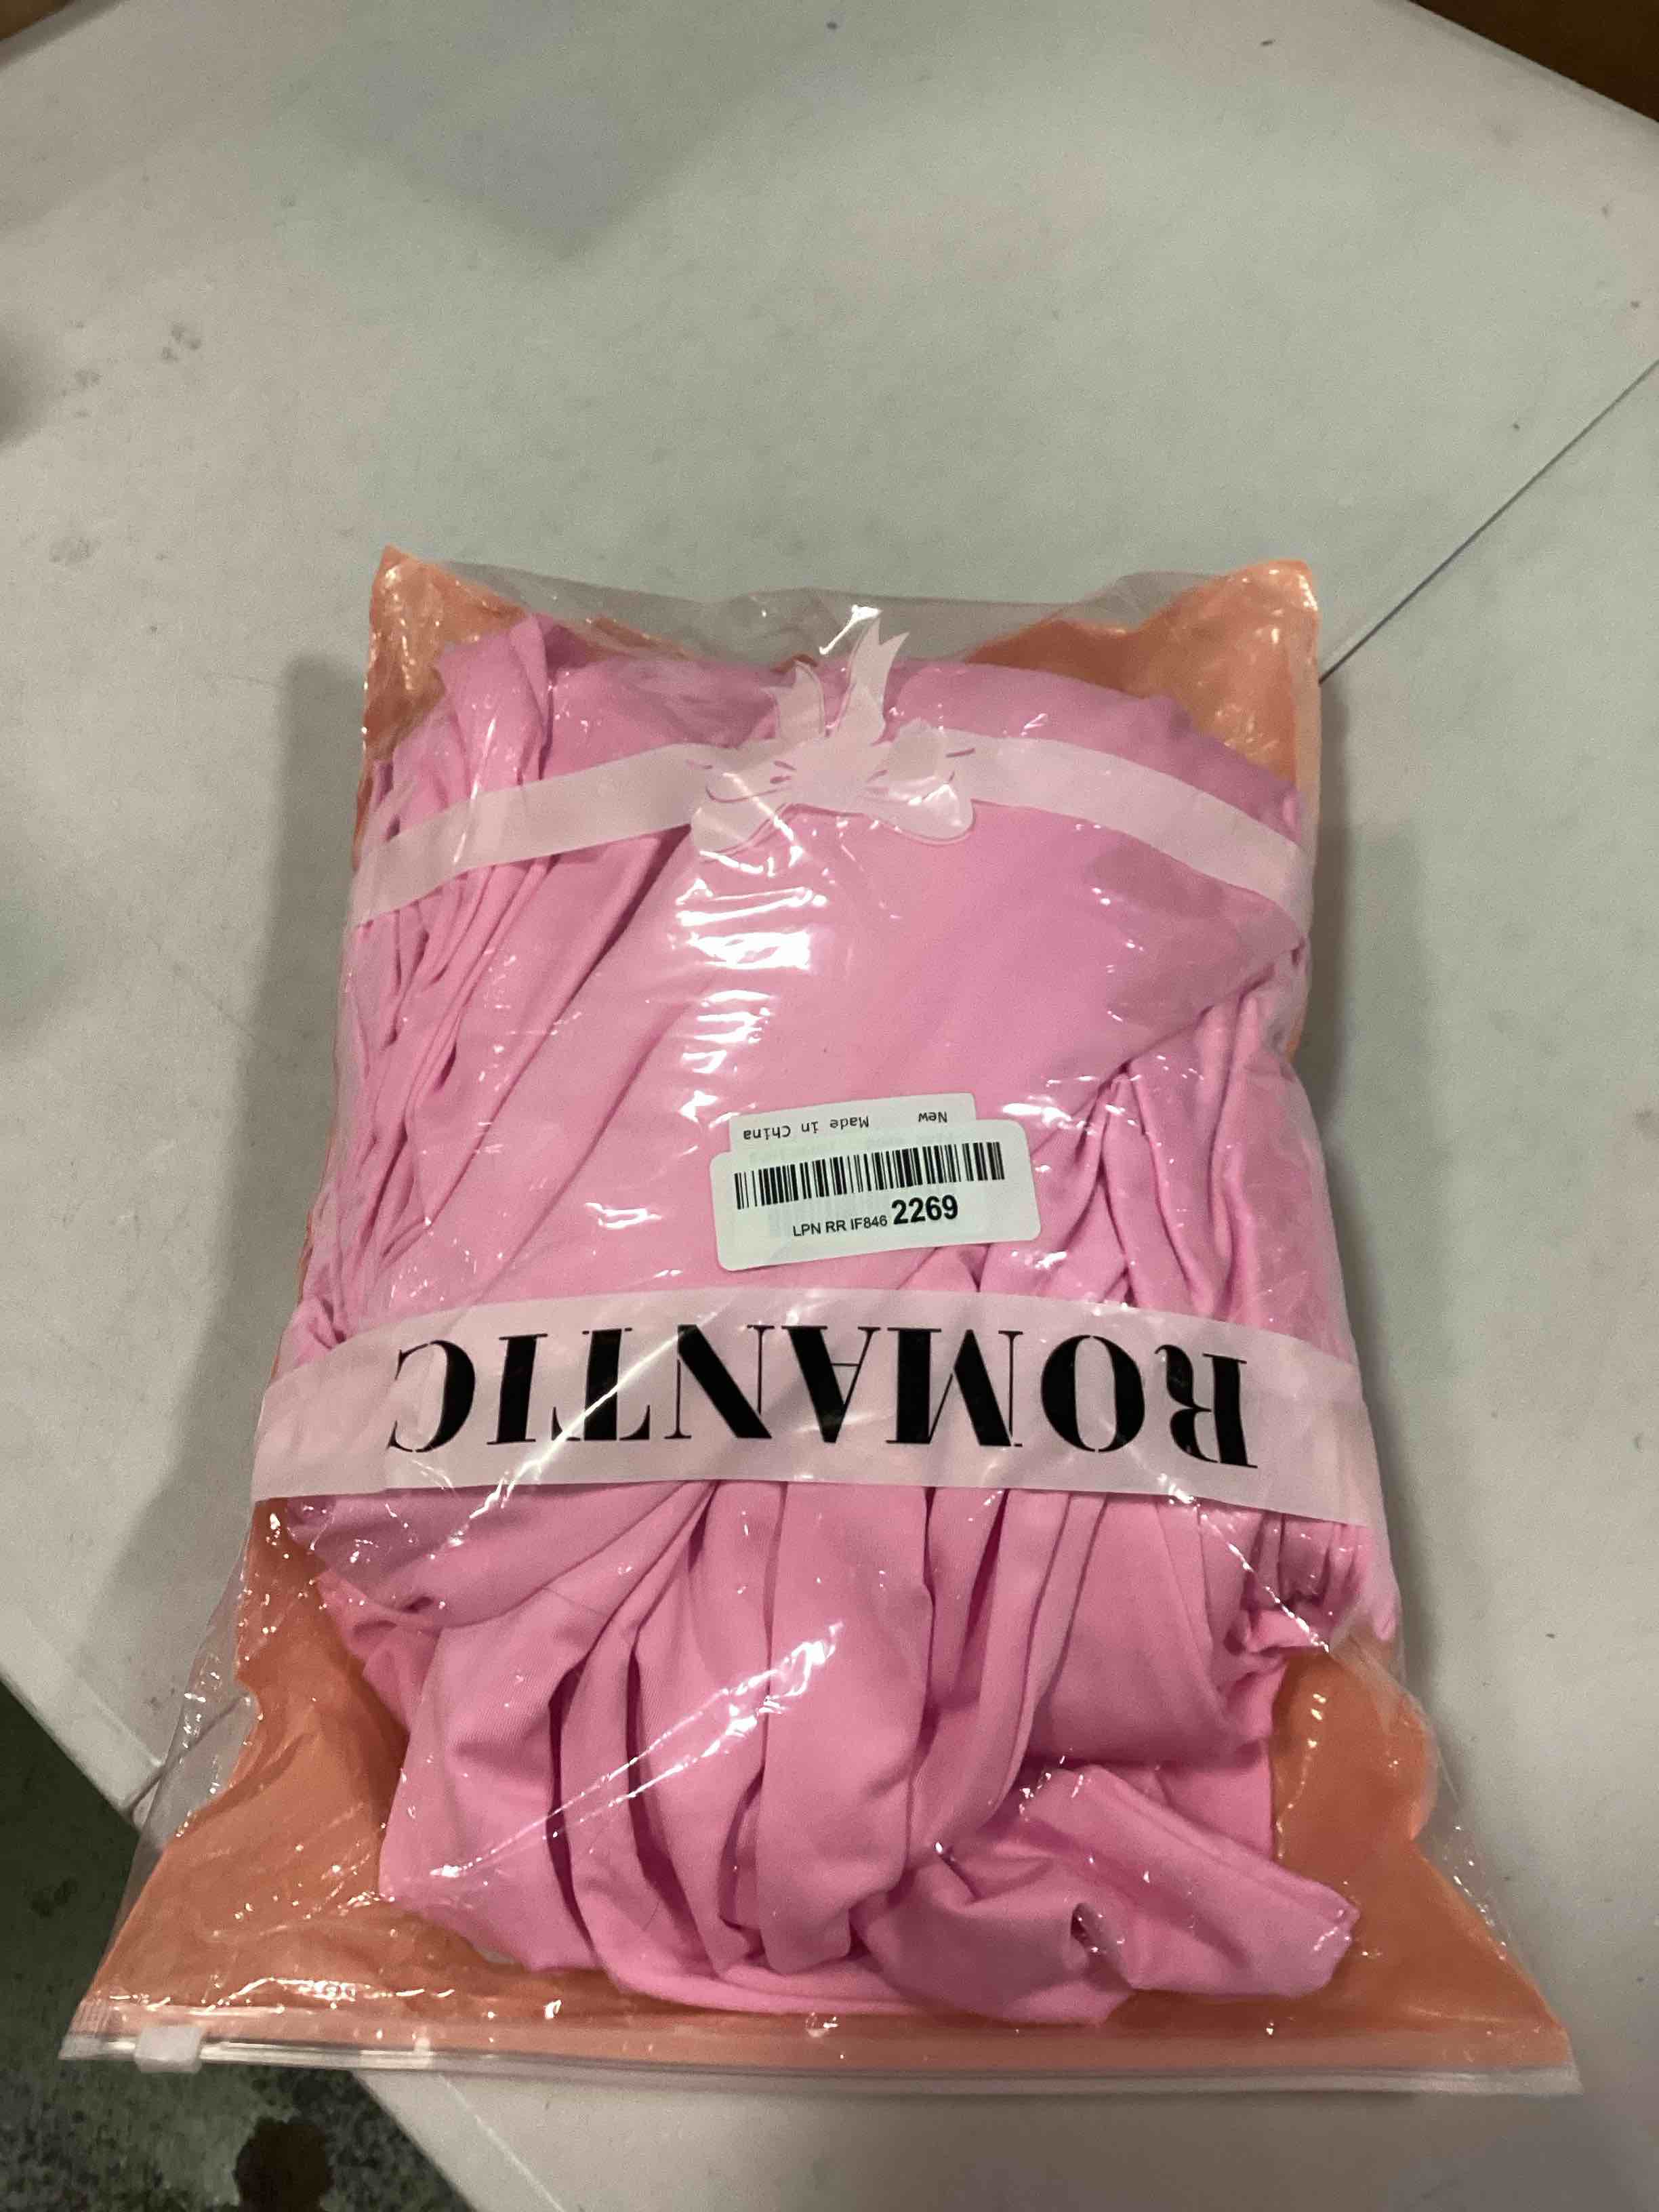 New Made in China
LPN RR IF846 2269
ROMANTIC